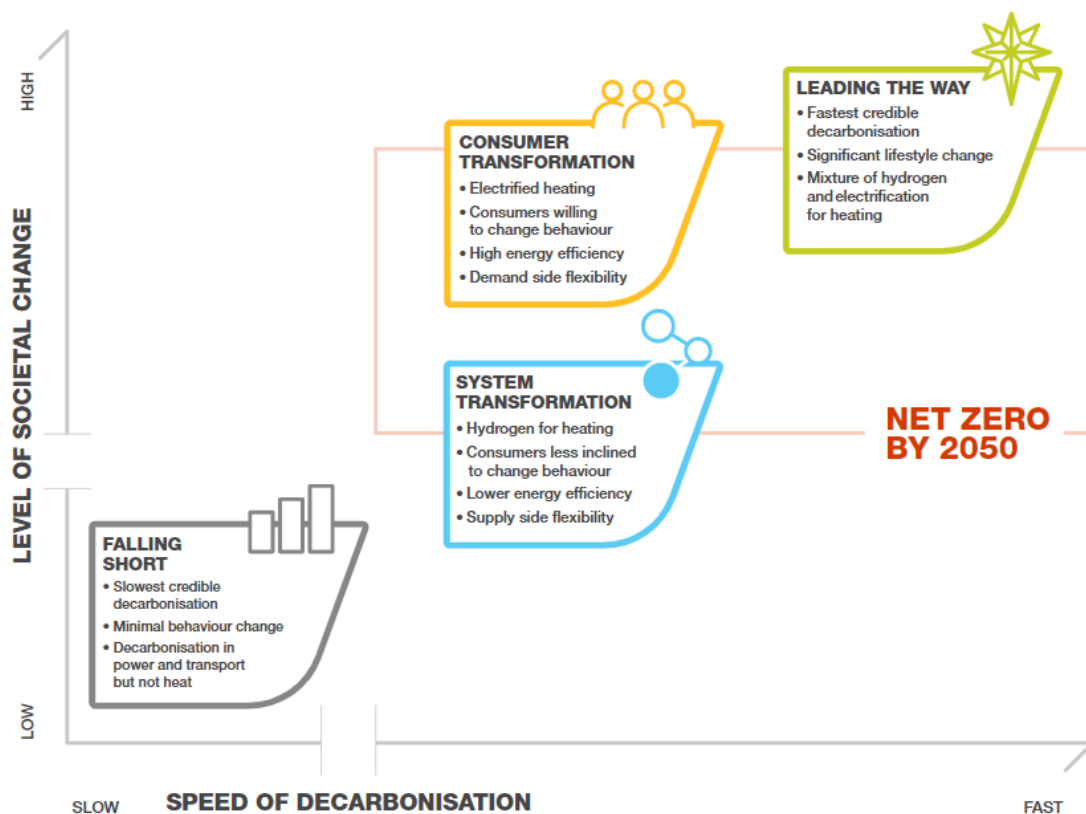 HIGH
LEVEL OF SOCIETAL CHANGE
LOW
LEADING THE WAY
• Fastest credible
decarbonisation
• Significant lifestyle change
• Mixture of hydrogen
and electrification
for heating
CONSUMER
TRANSFORMATION
• Electrified heating
• Consumers willing
to change behaviour
• High energy efficiency
• Demand side flexibility
SYSTEM
TRANSFORMATION
• Hydrogen for heating
• Consumers less inclined
to change behaviour
• Lower energy efficiency
• Supply side flexibility
NET ZERO
BY 2050
FALLING
SHORT
• Slowest credible
decarbonisation
• Minimal behaviour change
• Decarbonisation in
power and transport
but not heat
SLOW
SPEED OF DECARBONISATION
FAST